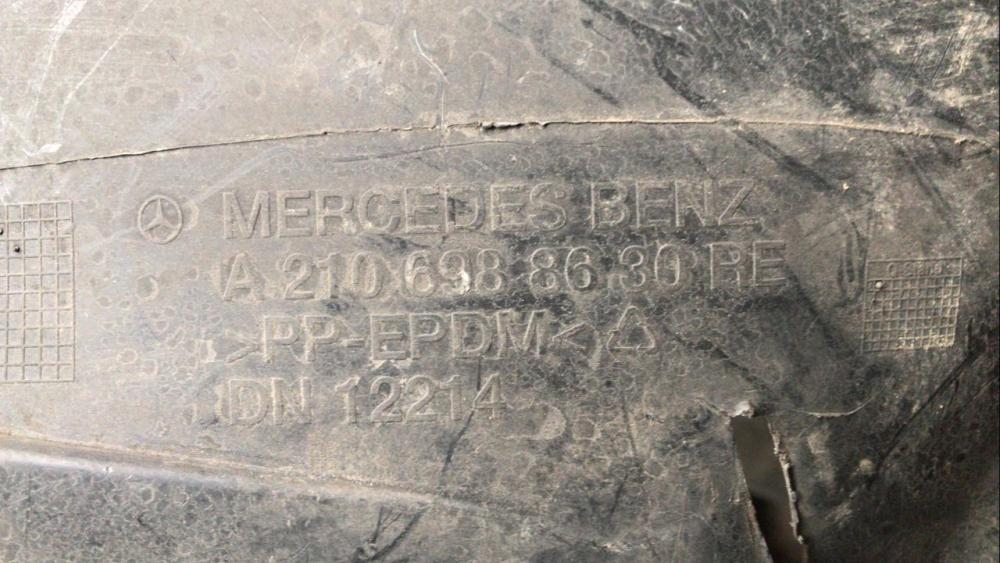 MERCEDES BENZ
A 210 698 86 30 RE
>PP-EPDM<
DN 12214